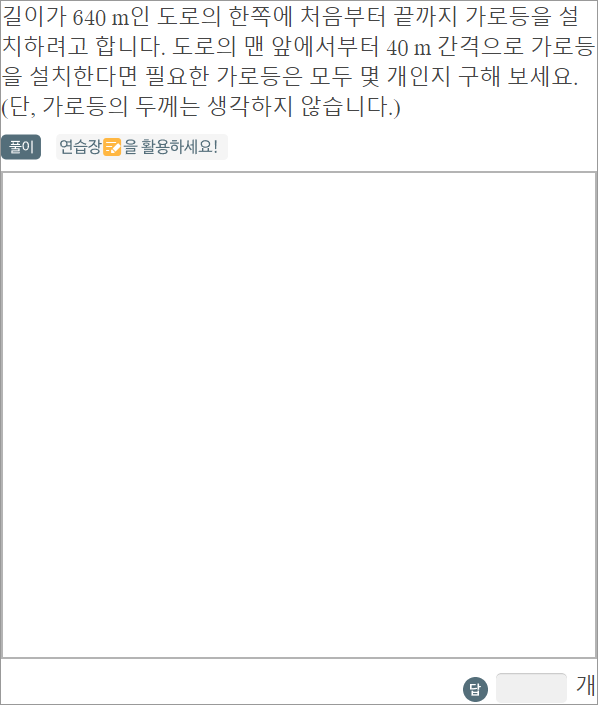 길이가 640 m인 도로의 한쪽에 처음부터 끝까지 가로등을 설
치하려고 합니다. 도로의 맨 앞에서부터 40 m 간격으로 가로등
을 설치한다면 필요한 가로등은 모두 몇 개인지 구해 보세요.
(단, 가로등의 두께는 생각하지 않습니다.)
풀이 연습장을 활용하세요!
답 개